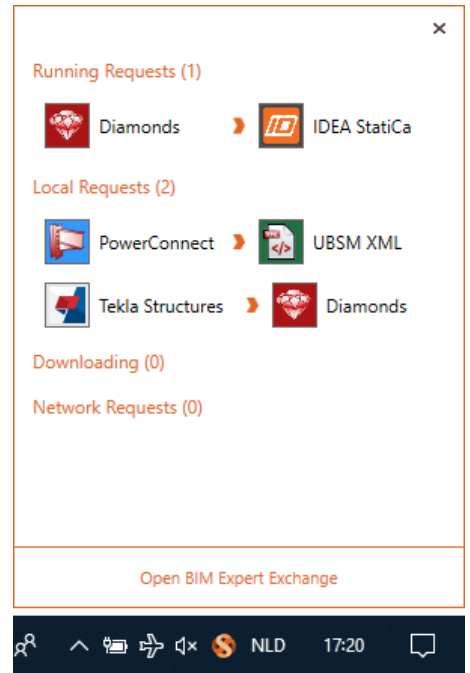 Running Requests (1)
Diamonds IDEA StatiCa
Local Requests (2)
PowerConnect UBSM XML
Tekla Structures Diamonds
Downloading (0)
Network Requests (0)
Open BIM Expert Exchange
NLD 17:20